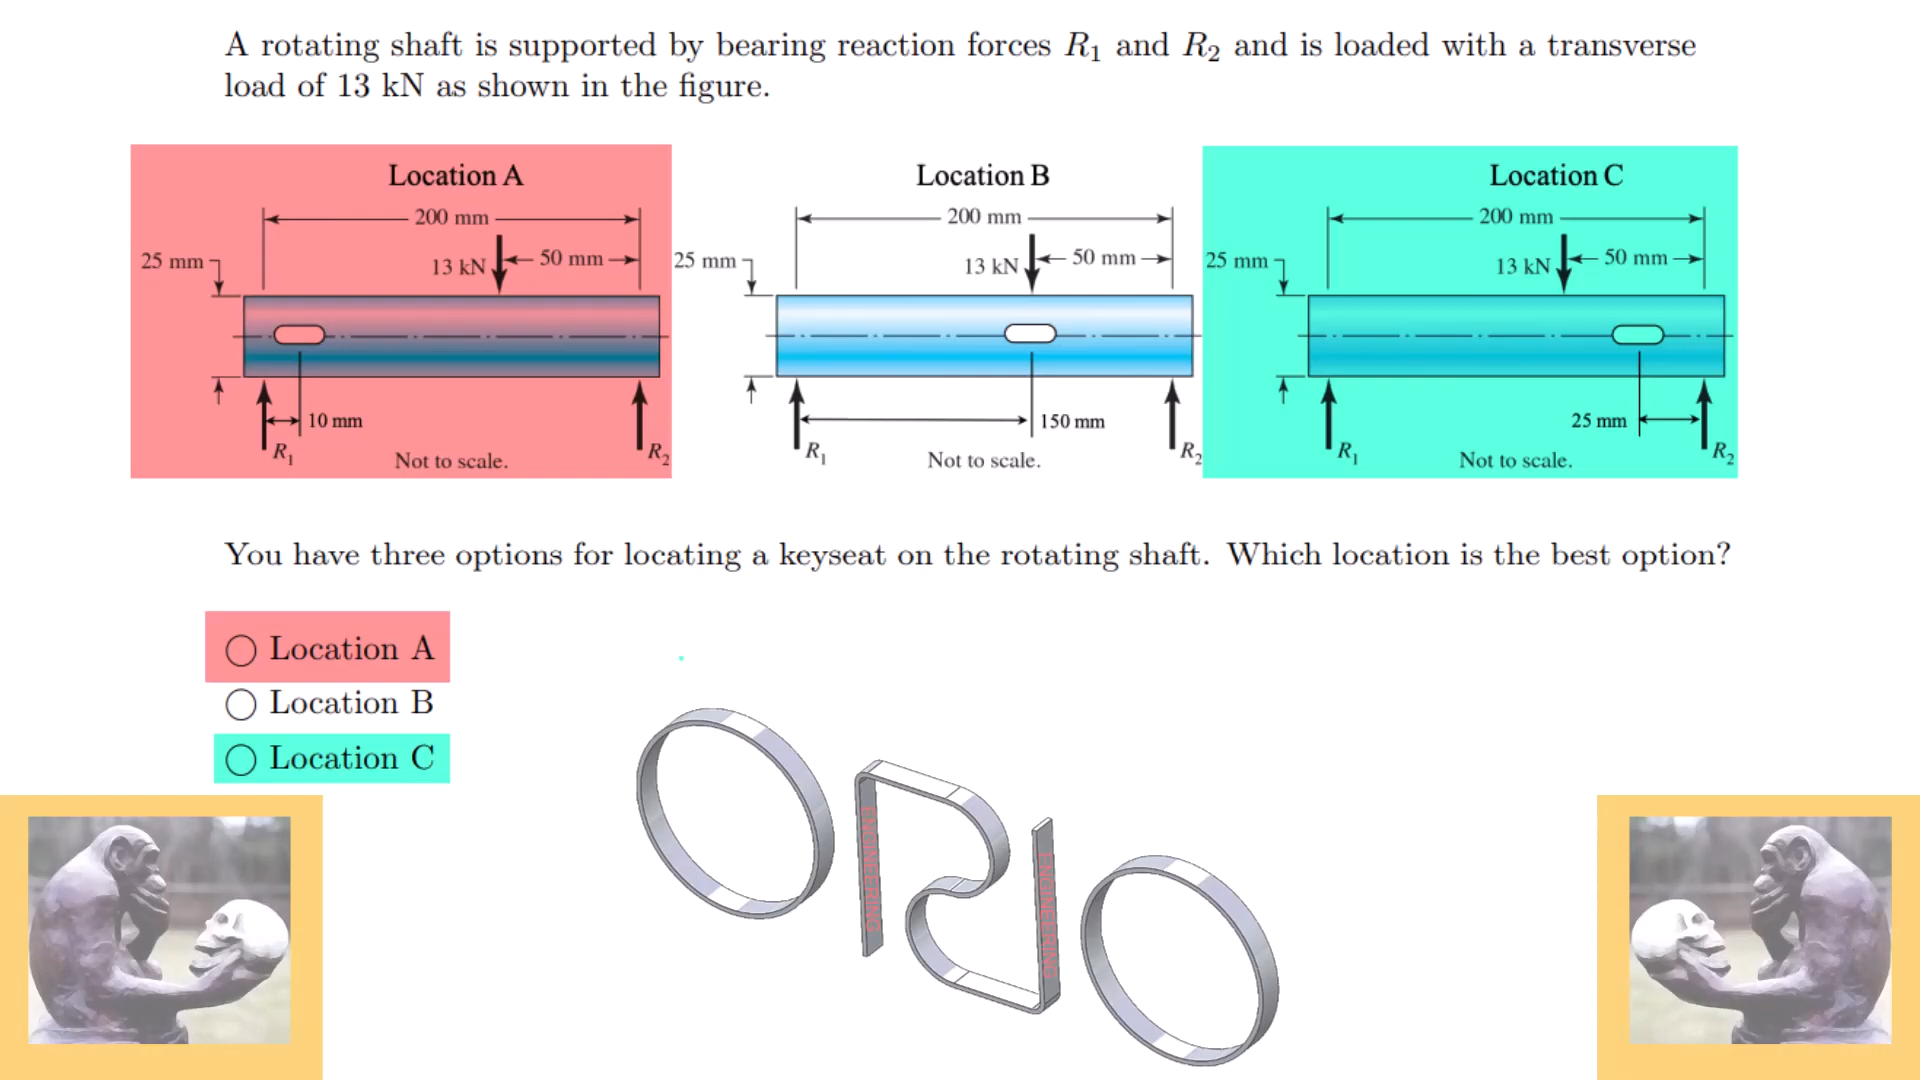 A rotating shaft is supported by bearing reaction forces R₁ and R₂ and is loaded with a transverse
load of 13 kN as shown in the figure.
Location A
200 mm
25 mm
13 kN
50 mm
10 mm
R₁
Not to scale.
R₂
Location B
200 mm
25 mm
13 kN
50 mm
150 mm
R₁
Not to scale.
R₂
Location C
200 mm
25 mm
13 kN
50 mm
25 mm
R₁
Not to scale.
R₂
You have three options for locating a keyseat on the rotating shaft. Which location is the best option?
Location A
Location B
Location C
ENGINEERING
ENGINEERING